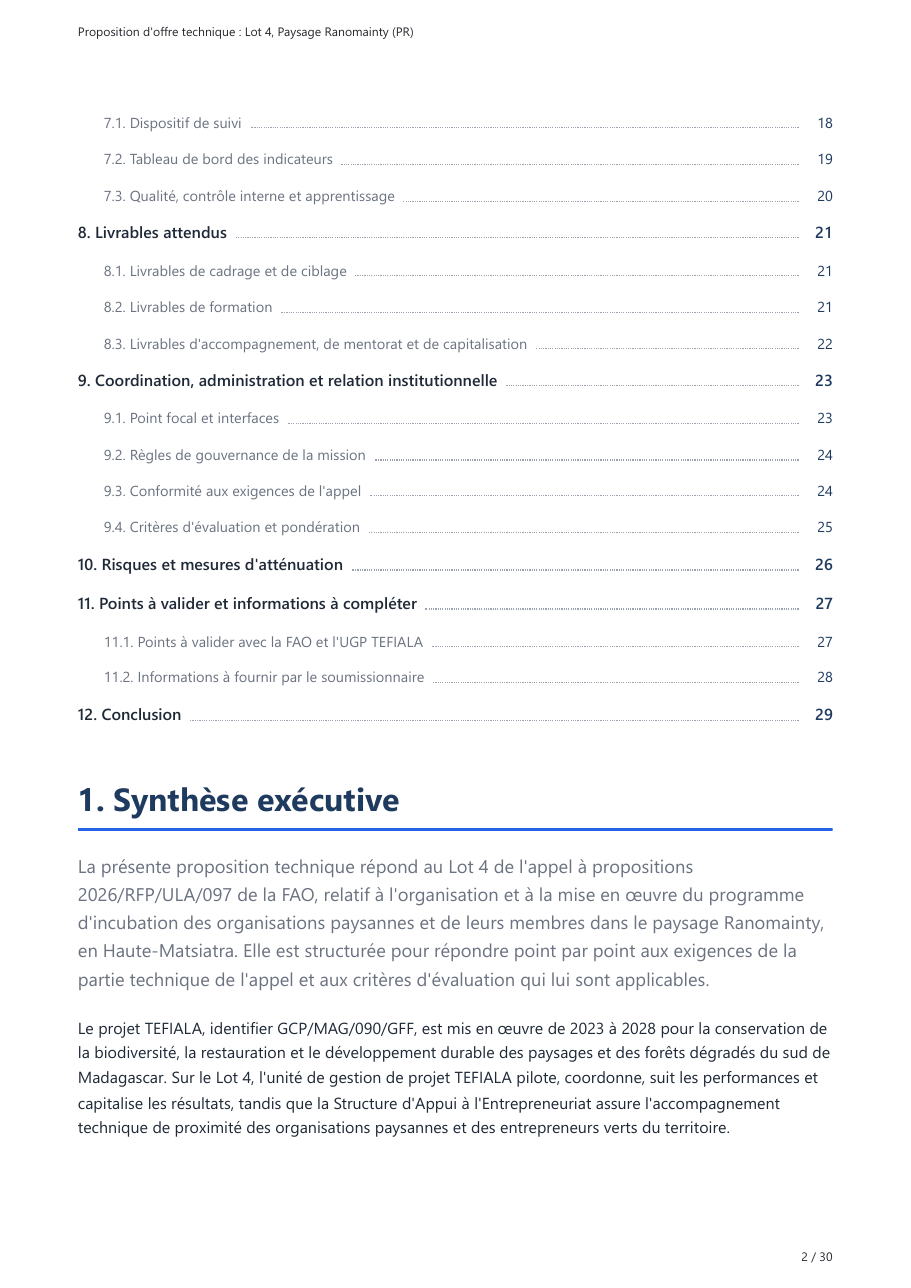 Proposition d'offre technique : Lot 4, Paysage Ranomainty (PR)
7.1. Dispositif de suivi 18
7.2. Tableau de bord des indicateurs 19
7.3. Qualité, contrôle interne et apprentissage 20
8. Livrables attendus 21
8.1. Livrables de cadrage et de ciblage 21
8.2. Livrables de formation 21
8.3. Livrables d'accompagnement, de mentorat et de capitalisation 22
9. Coordination, administration et relation institutionnelle 23
9.1. Point focal et interfaces 23
9.2. Règles de gouvernance de la mission 24
9.3. Conformité aux exigences de l'appel 24
9.4. Critères d'évaluation et pondération 25
10. Risques et mesures d'atténuation 26
11. Points à valider et informations à compléter 27
11.1. Points à valider avec la FAO et l'UGP TEFIALA 27
11.2. Informations à fournir par le soumissionnaire 28
12. Conclusion 29
1. Synthèse exécutive
La présente proposition technique répond au Lot 4 de l'appel à propositions
2026/RFP/ULA/097 de la FAO, relatif à l'organisation et à la mise en œuvre du programme
d'incubation des organisations paysannes et de leurs membres dans le paysage Ranomainty,
en Haute-Matsiatra. Elle est structurée pour répondre point par point aux exigences de la
partie technique de l'appel et aux critères d'évaluation qui lui sont applicables.
Le projet TEFIALA, identifier GCP/MAG/090/GFF, est mis en œuvre de 2023 à 2028 pour la conservation de
la biodiversité, la restauration et le développement durable des paysages et des forêts dégradés du sud de
Madagascar. Sur le Lot 4, l'unité de gestion de projet TEFIALA pilote, coordonne, suit les performances et
capitalise les résultats, tandis que la Structure d'Appui à l'Entrepreneuriat assure l'accompagnement
technique de proximité des organisations paysannes et des entrepreneurs verts du territoire.
2 / 30